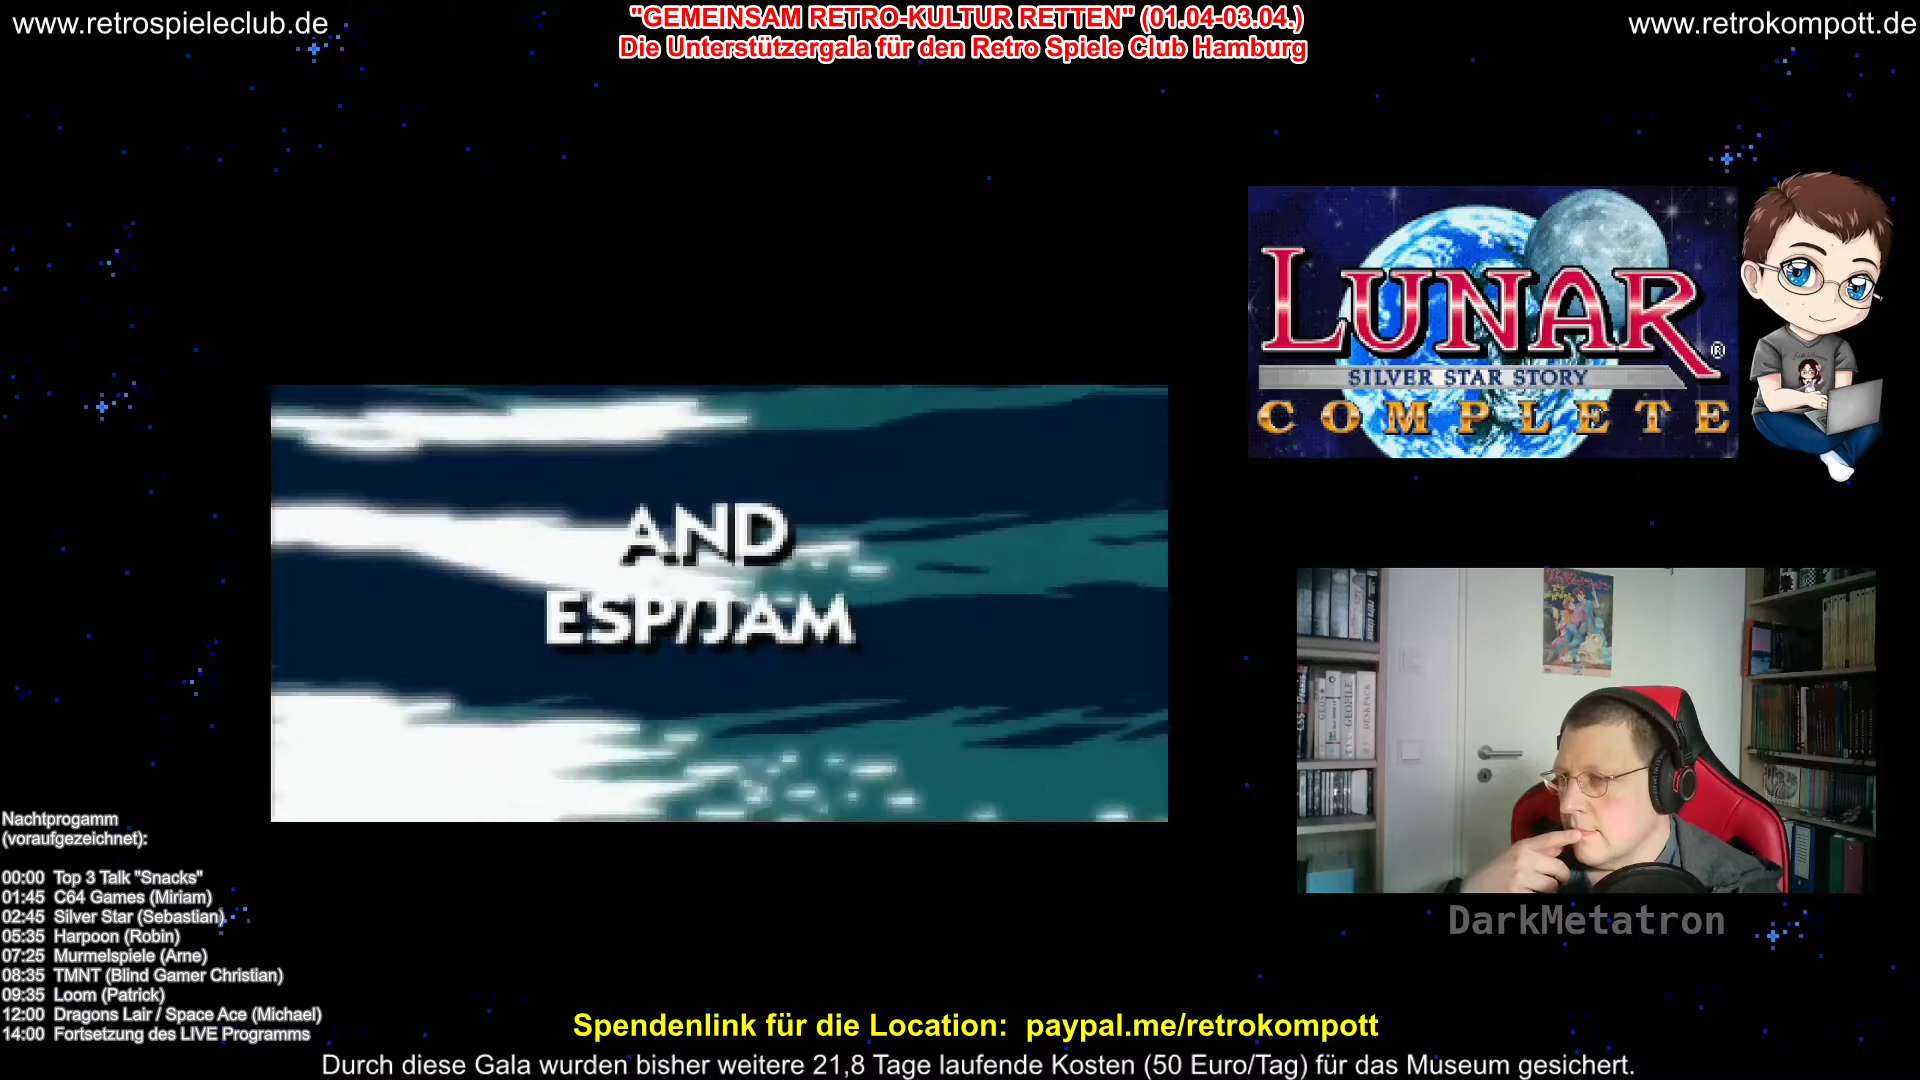 www.retrospieleclub.de
"GEMEINSAM RETRO-KULTUR RETTEN" (01.04-03.04.)
Die Unterstützergala für den Retro Spiele Club Hamburg
www.retrokompott.de
LUNAR®
SILVER STAR STORY
COMPLETE
AND
ESP/JAM
DarkMetatron
Nachtprogamm
(voraufgezeichnet):
00:00 Top 3 Talk "Snacks"
01:45 C64 Games (Miriam)
02:45 Silver Star (Sebastian)
05:35 Harpoon (Robin)
07:25 Murmelspiele (Arne)
08:35 TMNT (Blind Gamer Christian)
09:35 Loom (Patrick)
12:00 Dragons Lair / Space Ace (Michael)
14:00 Fortsetzung des LIVE Programms
Spendenlink für die Location: paypal.me/retrokompott
Durch diese Gala wurden bisher weitere 21,8 Tage laufende Kosten (50 Euro/Tag) für das Museum gesichert.